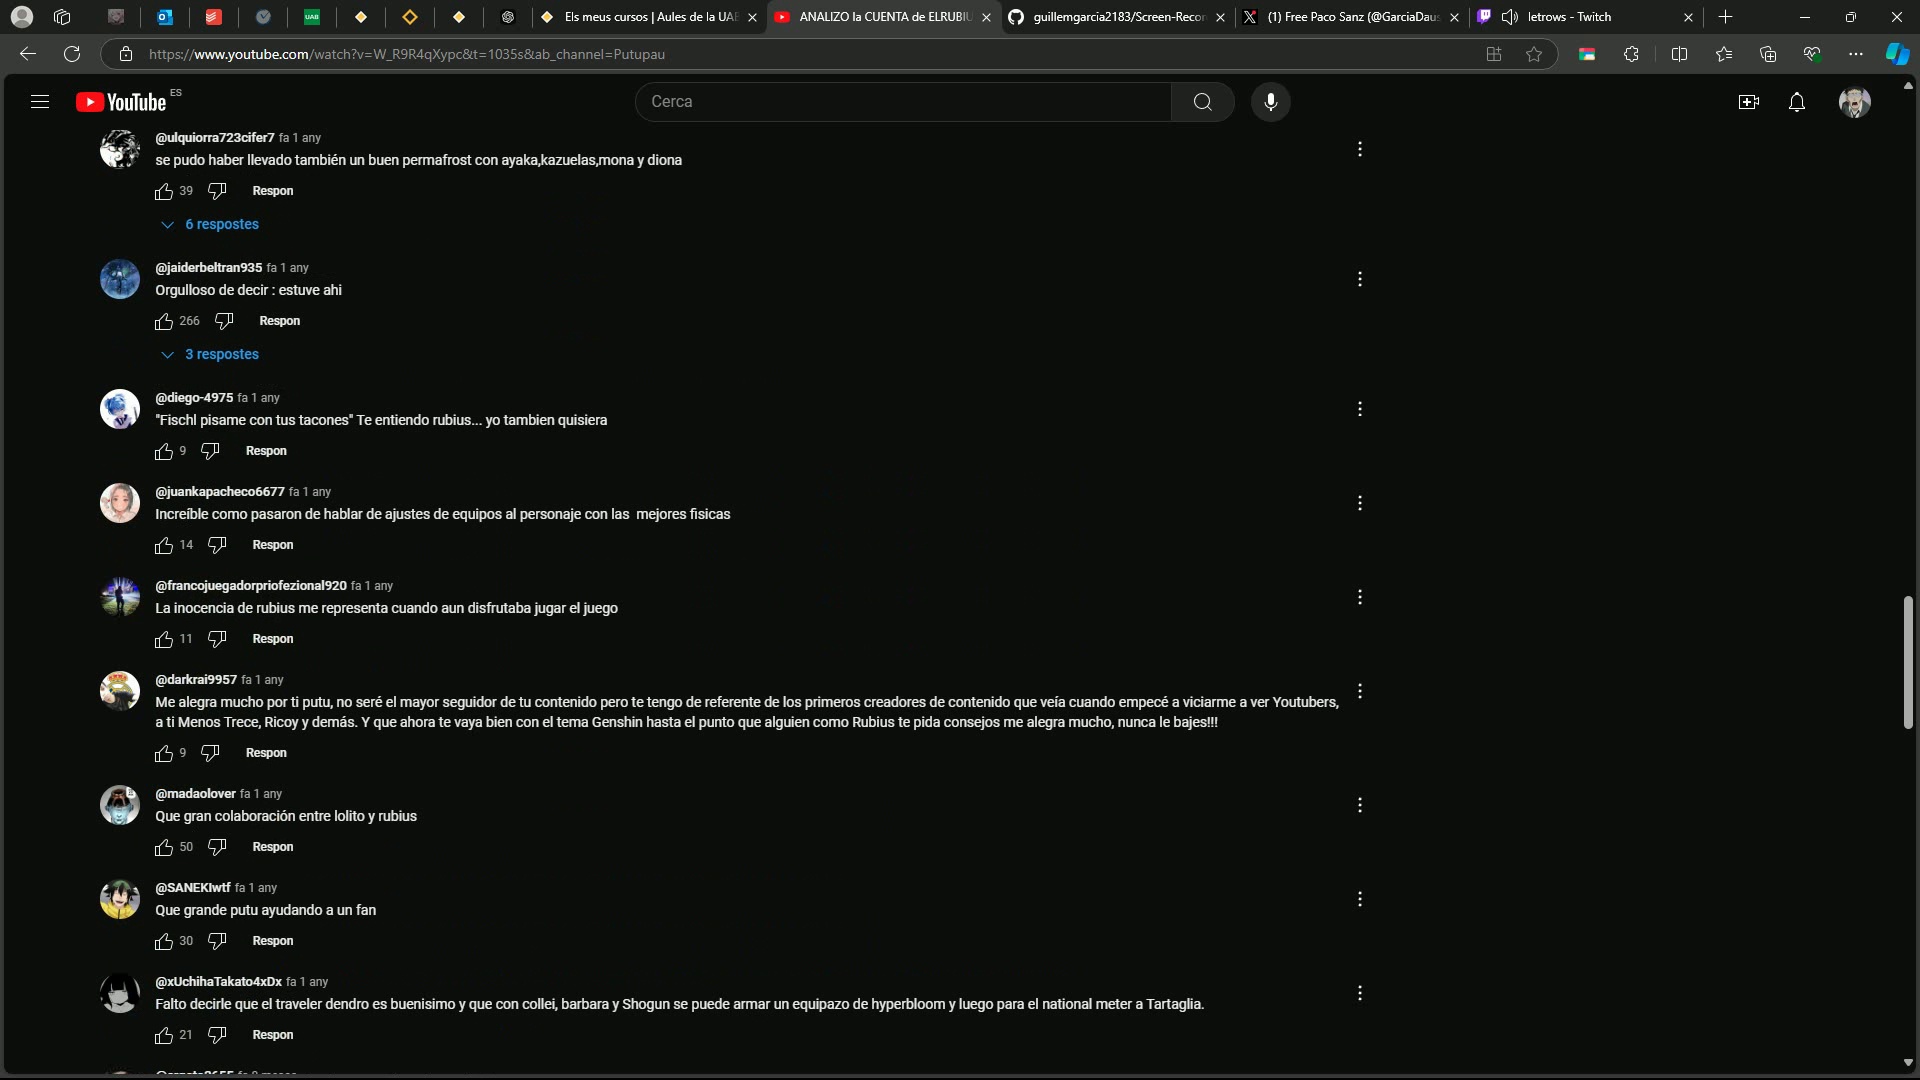 UAB
Els meus cursos | Aules de la UAB
ANALIZO la CUENTA de ELRUBIU
guillemgarcia2183/Screen-Recor
(1) Free Paco Sanz (@GarciaDaus
letrows - Twitch
https://www.youtube.com/watch?v=W_R9R4qXypc&t=1035s&ab_channel=Putupau
YouTube ES
Cerca
@ulquiorra723cifer7 fa 1 any
se pudo haber llevado también un buen permafrost con ayaka,kazuelas,mona y diona
39 Respon
6 respostes
@jaiderbeltran935 fa 1 any
Orgulloso de decir : estuve ahi
266 Respon
3 respostes
@diego-4975 fa 1 any
"Fischl pisame con tus tacones" Te entiendo rubius... yo tambien quisiera
9 Respon
@juankapacheco6677 fa 1 any
Increíble como pasaron de hablar de ajustes de equipos al personaje con las  mejores fisicas
14 Respon
@francojuegadorpriofezional920 fa 1 any
La inocencia de rubius me representa cuando aun disfrutaba jugar el juego
11 Respon
@darkrai9957 fa 1 any
Me alegra mucho por ti putu, no seré el mayor seguidor de tu contenido pero te tengo de referente de los primeros creadores de contenido que veía cuando empecé a viciarme a ver Youtubers,
a ti Menos Trece, Ricoy y demás. Y que ahora te vaya bien con el tema Genshin hasta el punto que alguien como Rubius te pida consejos me alegra mucho, nunca le bajes!!!
9 Respon
@madaolover fa 1 any
Que gran colaboración entre lolito y rubius
50 Respon
@SANEKIwtf fa 1 any
Que grande putu ayudando a un fan
30 Respon
@xUchihaTakato4xDx fa 1 any
Falto decirle que el traveler dendro es buenisimo y que con collei, barbara y Shogun se puede armar un equipazo de hyperbloom y luego para el national meter a Tartaglia.
21 Respon